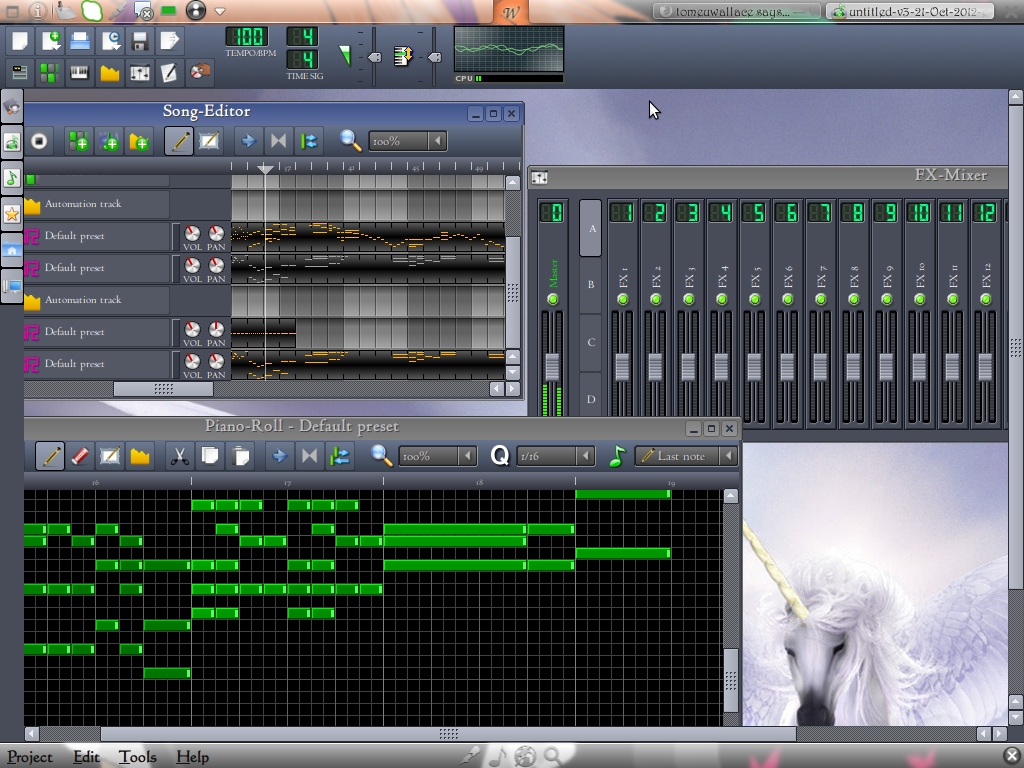 W
tomeuwallace says...
untitled-v3-21-Oct-2012-
100
TEMPO/BPM
4
4
TIME SIG
CPU
Song-Editor
100%
37
41
45
49
Automation track
Default preset
VOL PAN
Default preset
VOL PAN
Automation track
Default preset
VOL PAN
Default preset
VOL PAN
FX-Mixer
0 1 2 3 4 5 6 7 8 9 10 11 12
A
B
C
D
Master
FX 1
FX 2
FX 3
FX 4
FX 5
FX 6
FX 7
FX 8
FX 9
FX 10
FX 11
FX 12
Piano-Roll - Default preset
100%
Q
1/16
Last note
16 17 18 19
Project Edit Tools Help